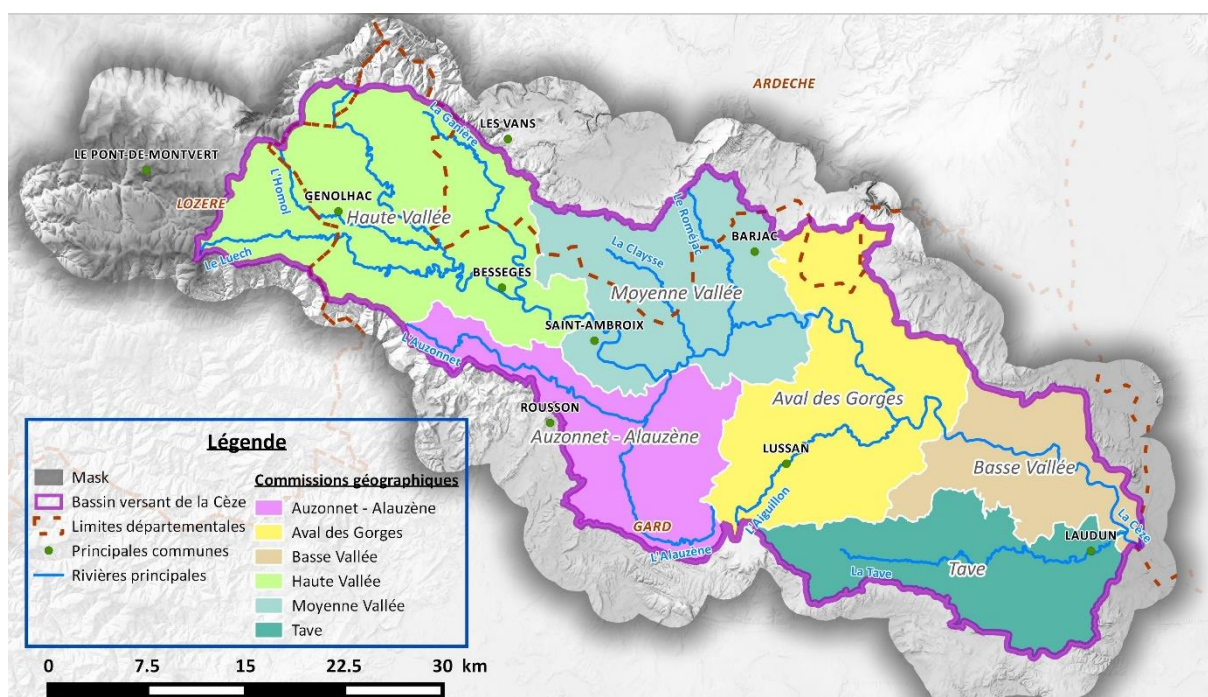 ARDECHE
La Ganière
LES VANS
LE PONT-DE-MONTVERT
L'Homol
GENOLHAC
LOZERE
Haute Vallée
Le Roméjac
BARJAC
La Claysse
Le Luech
BESSEGES
Moyenne Vallée
SAINT-AMBROIX
L'Auzonnet
Aval des Gorges
ROUSSON
Auzonnet - Alauzène
LUSSAN
Basse Vallée
L'Aiguillon
La Cèze
GARD
LAUDUN
L'Alauzène
La Tave
Tave
Légende
Mask
Bassin versant de la Cèze
Limites départementales
Principales communes
Rivières principales
Commissions géographiques
Auzonnet - Alauzène
Aval des Gorges
Basse Vallée
Haute Vallée
Moyenne Vallée
Tave
0 7.5 15 22.5 30 km